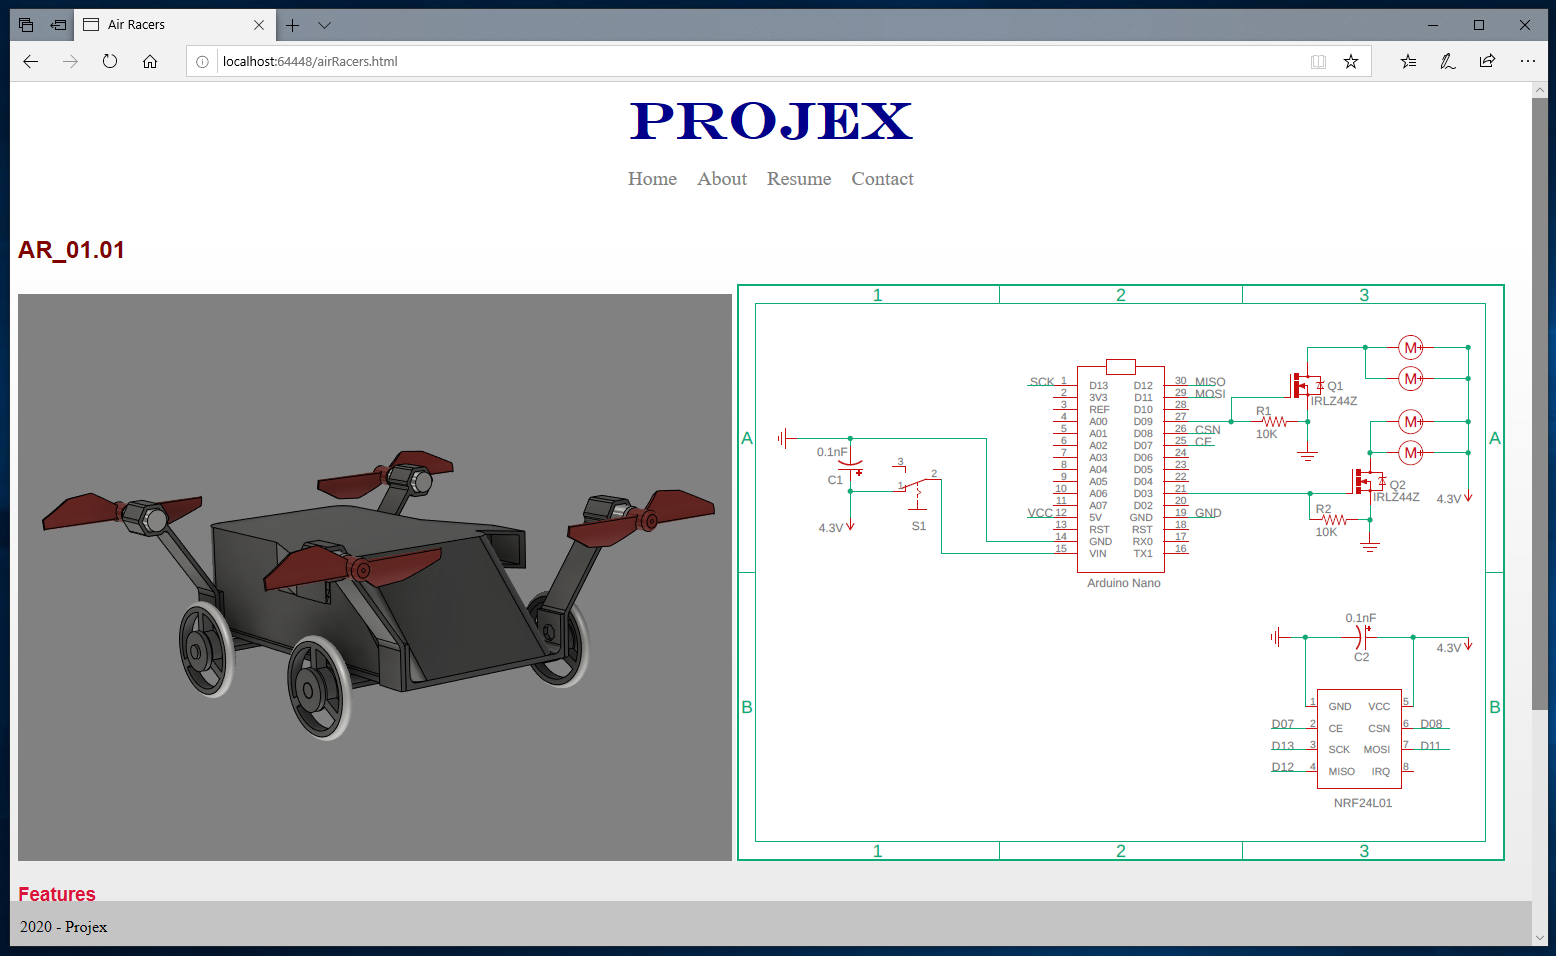 Air Racers
localhost:64448/airRacers.html
PROJEX
Home About Resume Contact
AR_01.01
1 2 3
A A
B B
SCK 1 D13 D12 30 MISO
2 3V3 D11 29 MOSI
3 REF D10 28
4 A00 D09 27
5 A01 D08 26 CSN
6 A02 D07 25 CE
7 A03 D06 24
8 A04 D05 23
9 A05 D04 22
10 A06 D03 21
11 A07 D02 20
VCC 12 5V GND 19 GND
13 RST RST 18
14 GND RX0 17
15 VIN TX1 16
Arduino Nano
0.1nF
C1
4.3V
3
2
1
S1
M
M
Q1
IRLZ44Z
R1
10K
M
M
Q2
IRLZ44Z
4.3V
R2
10K
0.1nF
C2
4.3V
1 GND VCC 5
D07 2 CE CSN 6 D08
D13 3 SCK MOSI 7 D11
D12 4 MISO IRQ 8
NRF24L01
1 2 3
Features
2020 - Projex